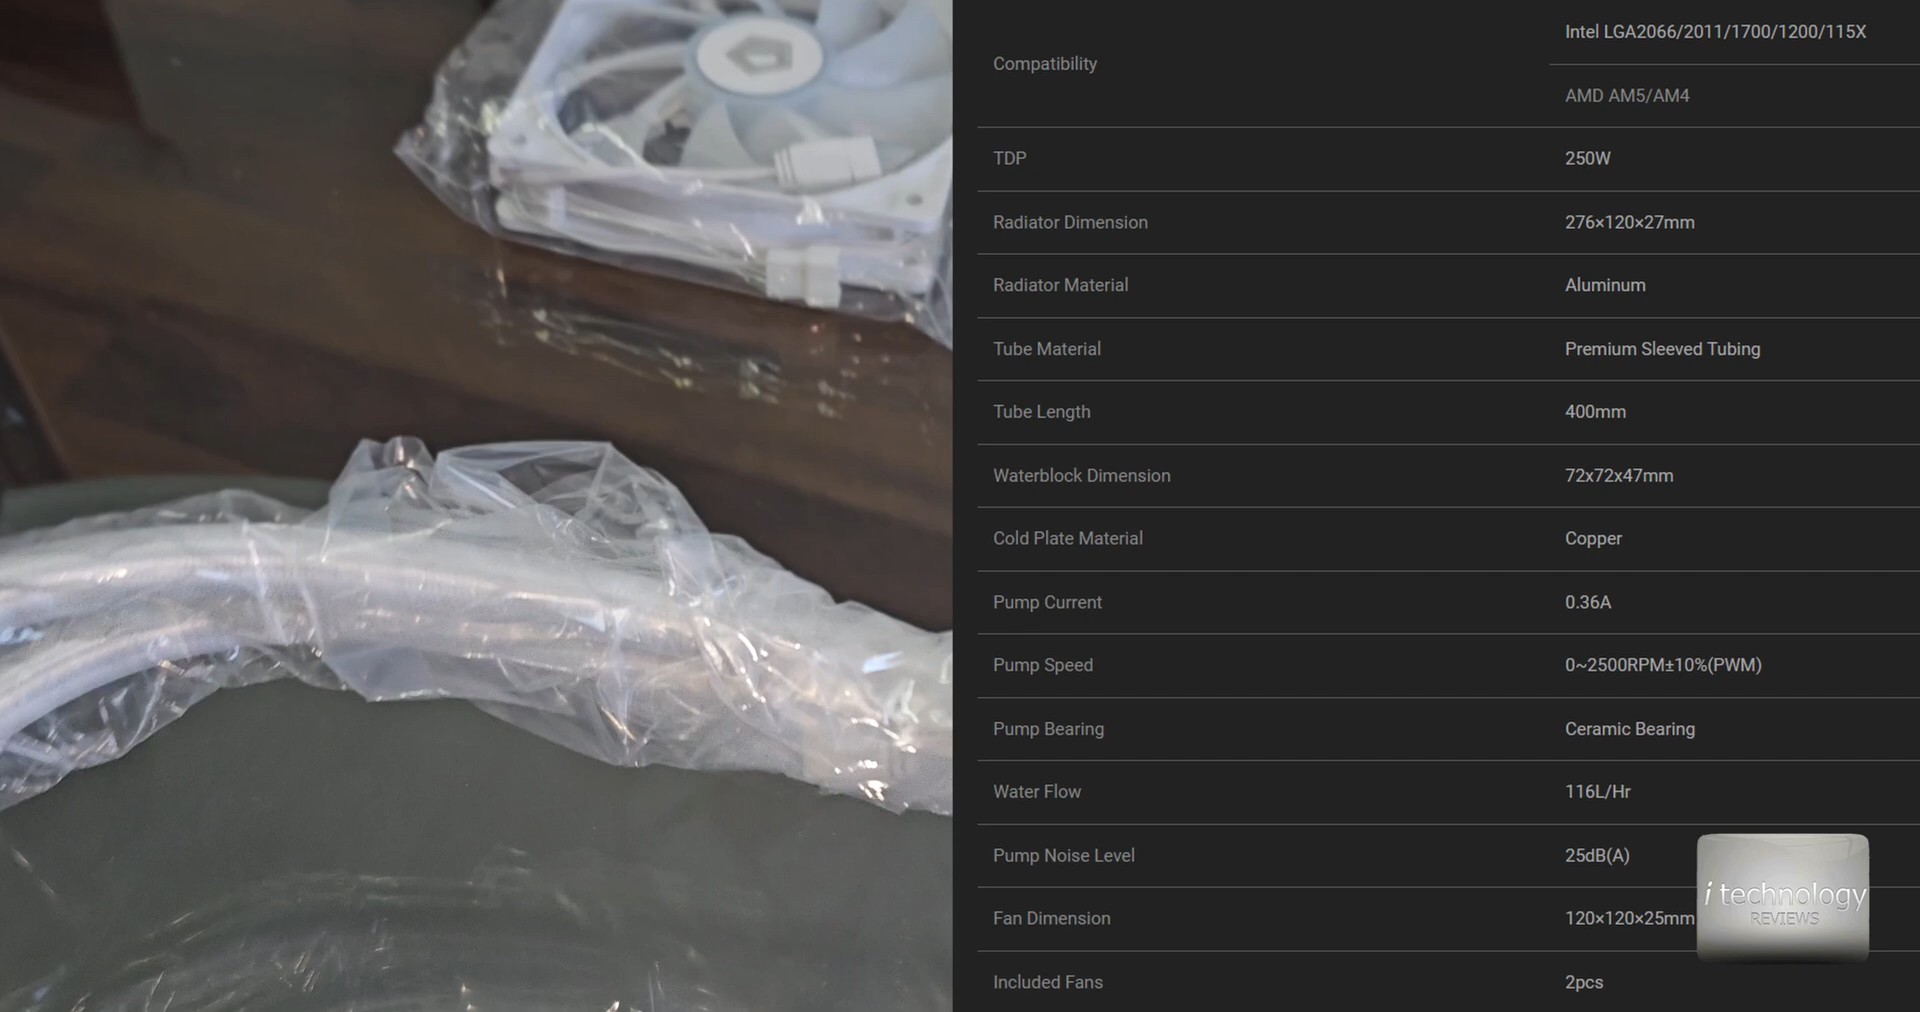 Compatibility
Intel LGA2066/2011/1700/1200/115X
AMD AM5/AM4
TDP
250W
Radiator Dimension
276×120×27mm
Radiator Material
Aluminum
Tube Material
Premium Sleeved Tubing
Tube Length
400mm
Waterblock Dimension
72x72x47mm
Cold Plate Material
Copper
Pump Current
0.36A
Pump Speed
0~2500RPM±10%(PWM)
Pump Bearing
Ceramic Bearing
Water Flow
116L/Hr
Pump Noise Level
25dB(A)
Fan Dimension
120×120×25mm
Included Fans
2pcs
i technology
REVIEWS